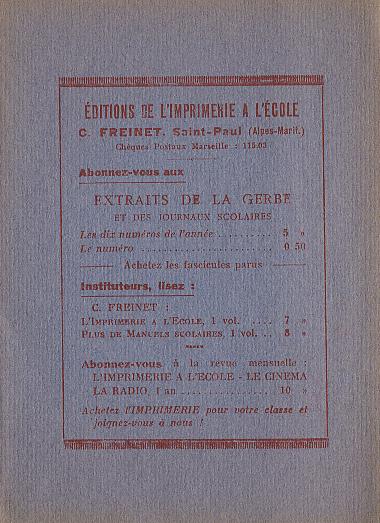 ÉDITIONS DE L'IMPRIMERIE A L'ÉCOLE
C. FREINET, Saint-Paul (Alpes-Marit.)
Chèques Postaux Marseille : 115.03
Abonnez-vous aux
EXTRAITS DE LA GERBE
ET DES JOURNAUX SCOLAIRES
Les dix numéros de l'année .......... 5 »
Le numéro .................... 0 50
Achetez les fascicules parus
Instituteurs, lisez :
C. FREINET :
L'IMPRIMERIE A L'ECOLE, 1 vol. .... 7 »
PLUS DE MANUELS SCOLAIRES, 1 vol. .. 8 »
Abonnez-vous à la revue mensuelle :
L'IMPRIMERIE A L'ECOLE - LE CINEMA
LA RADIO, 1 an ................ 10 »
Achetez l'IMPRIMERIE pour votre classe et
joignez-vous à nous !